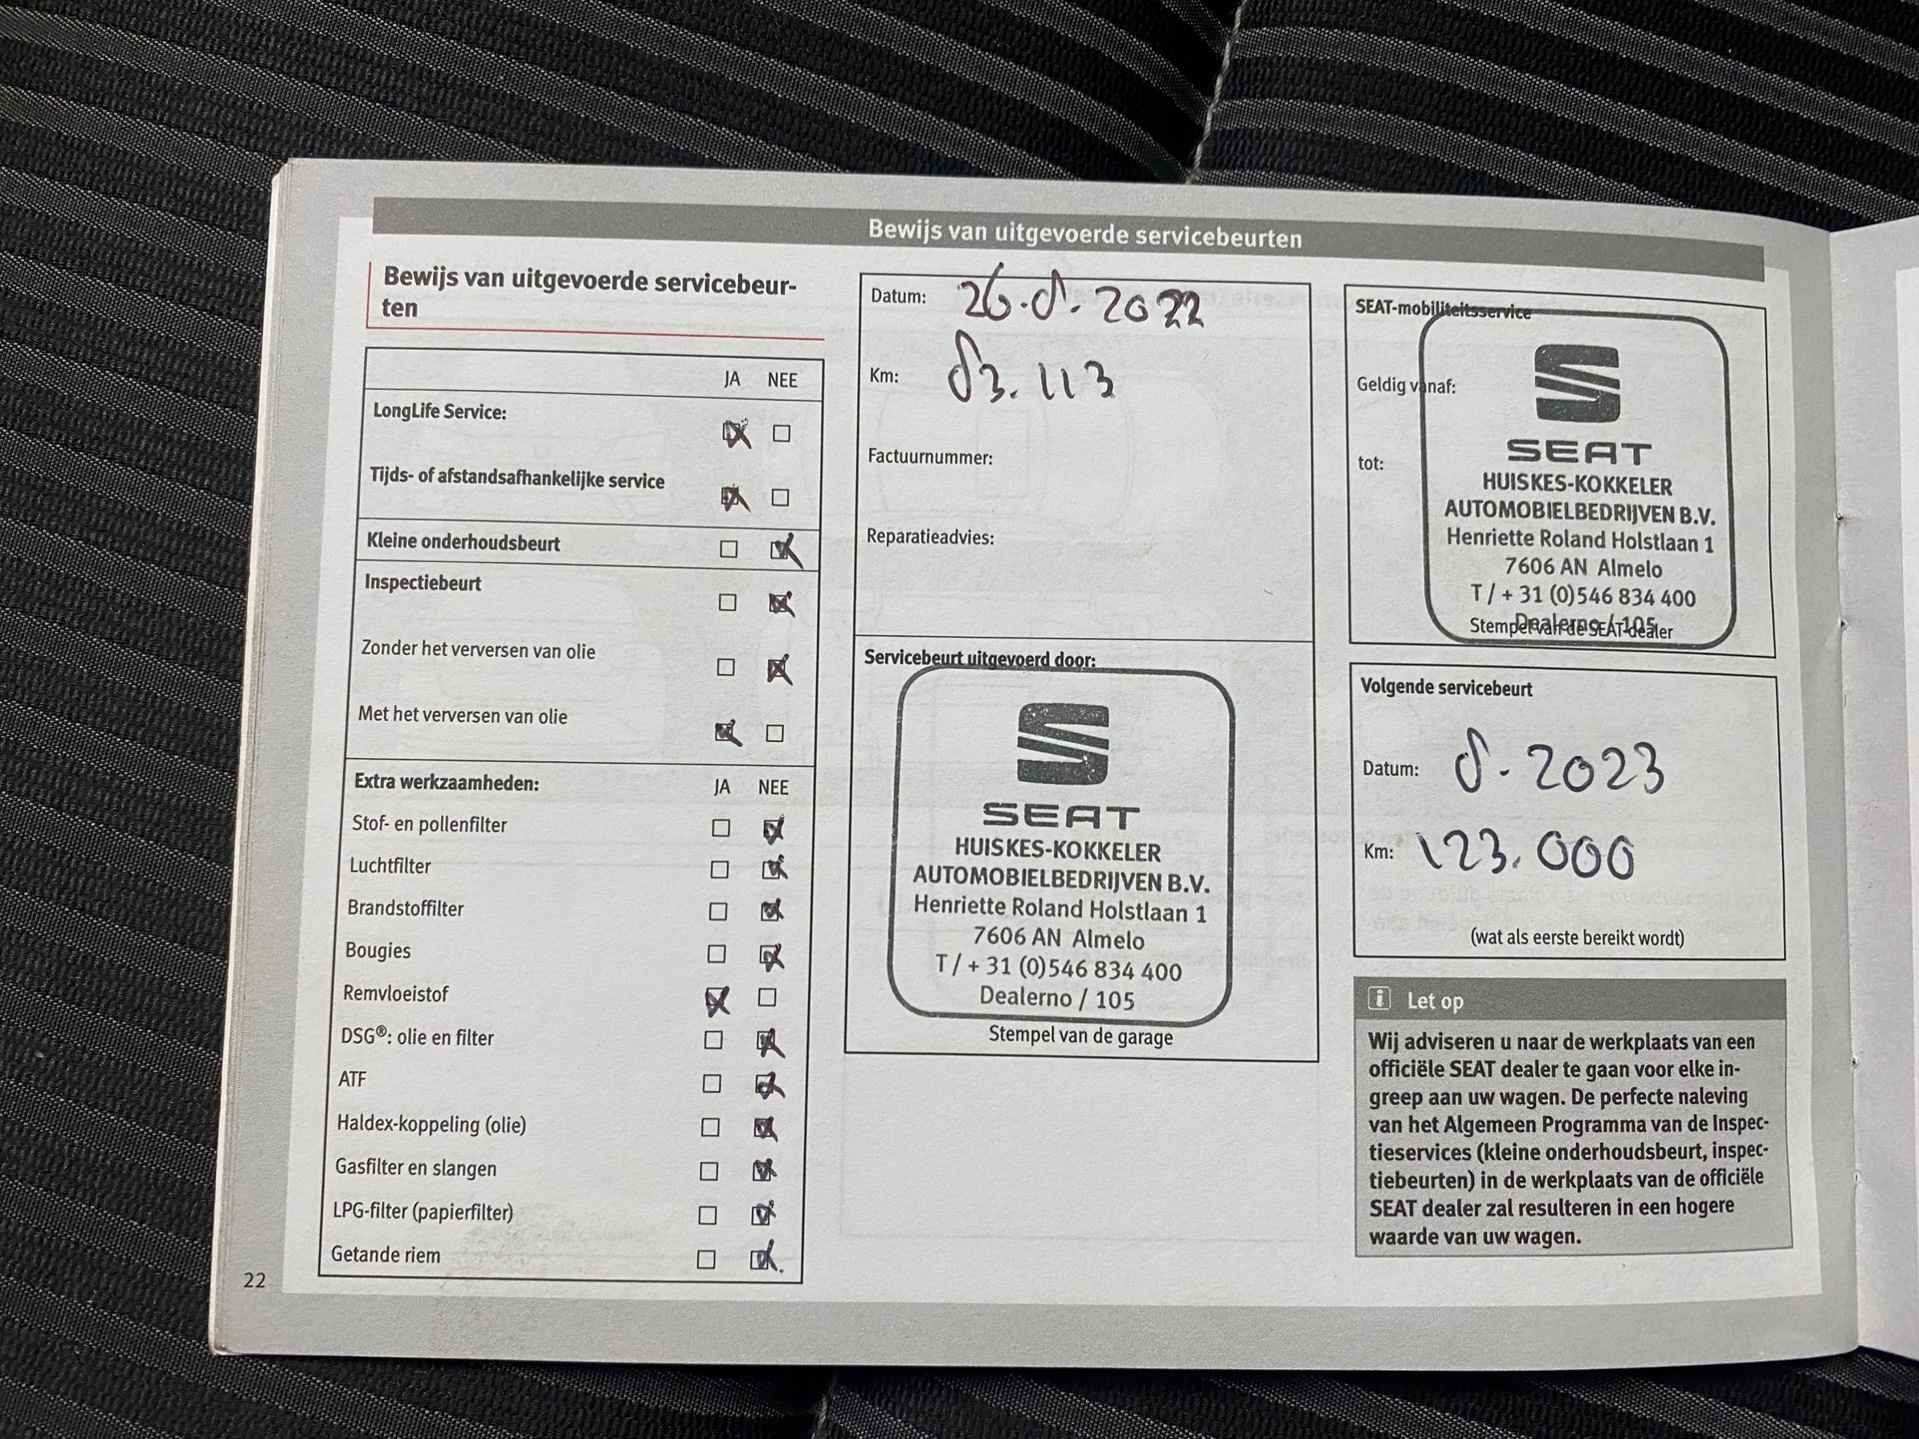 Bewijs van uitgevoerde servicebeurten
Bewijs van uitgevoerde servicebeur-
ten
JA NEE
LongLife Service:
Tijds- of afstandsafhankelijke service
Kleine onderhoudsbeurt
Inspectiebeurt
Zonder het verversen van olie
Met het verversen van olie
Extra werkzaamheden: JA NEE
Stof- en pollenfilter
Luchtfilter
Brandstoffilter
Bougies
Remvloeistof
DSG®: olie en filter
ATF
Haldex-koppeling (olie)
Gasfilter en slangen
LPG-filter (papierfilter)
Getande riem
22
Datum: 26-8-2022
Km: 83.113
Factuurnummer:
Reparatieadvies:
Servicebeurt uitgevoerd door:
SEAT
HUISKES-KOKKELER
AUTOMOBIELBEDRIJVEN B.V.
Henriette Roland Holstlaan 1
7606 AN Almelo
T / + 31 (0)546 834 400
Dealerno / 105
Stempel van de garage
SEAT-mobiliteitsservice
Geldig vanaf:
tot:
SEAT
HUISKES-KOKKELER
AUTOMOBIELBEDRIJVEN B.V.
Henriette Roland Holstlaan 1
7606 AN Almelo
T / + 31 (0)546 834 400
Dealerno / 105
Stempel van de SEAT-dealer
Volgende servicebeurt
Datum: 8-2023
Km: 123.000
(wat als eerste bereikt wordt)
i Let op
Wij adviseren u naar de werkplaats van een
officiële SEAT dealer te gaan voor elke in-
greep aan uw wagen. De perfecte naleving
van het Algemeen Programma van de Inspec-
tieservices (kleine onderhoudsbeurt, inspec-
tiebeurten) in de werkplaats van de officiële
SEAT dealer zal resulteren in een hogere
waarde van uw wagen.